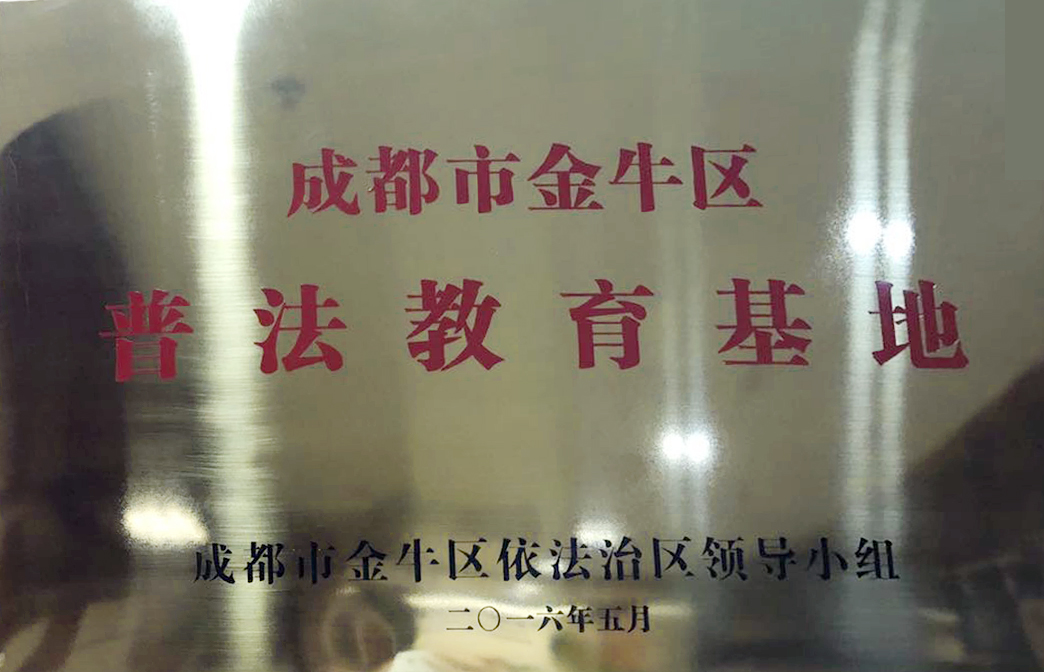 成都市金牛区
普法教育基地
成都市金牛区依法治区领导小组
二〇一六年五月